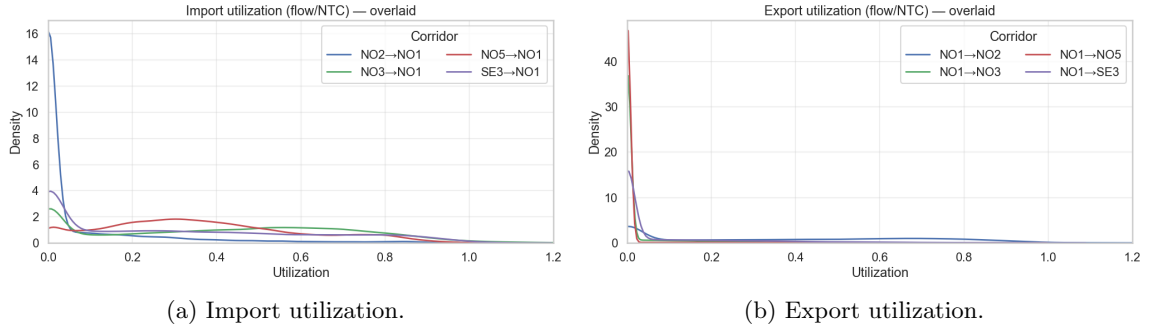 Import utilization (flow/NTC) — overlaid
Corridor
NO2→NO1
NO5→NO1
NO3→NO1
SE3→NO1
16
14
12
10
8
6
4
2
0
Density
0.0
0.2
0.4
0.6
0.8
1.0
1.2
Utilization
(a) Import utilization.
Export utilization (flow/NTC) — overlaid
Corridor
NO1→NO2
NO1→NO5
NO1→NO3
NO1→SE3
40
30
20
10
0
Density
0.0
0.2
0.4
0.6
0.8
1.0
1.2
Utilization
(b) Export utilization.